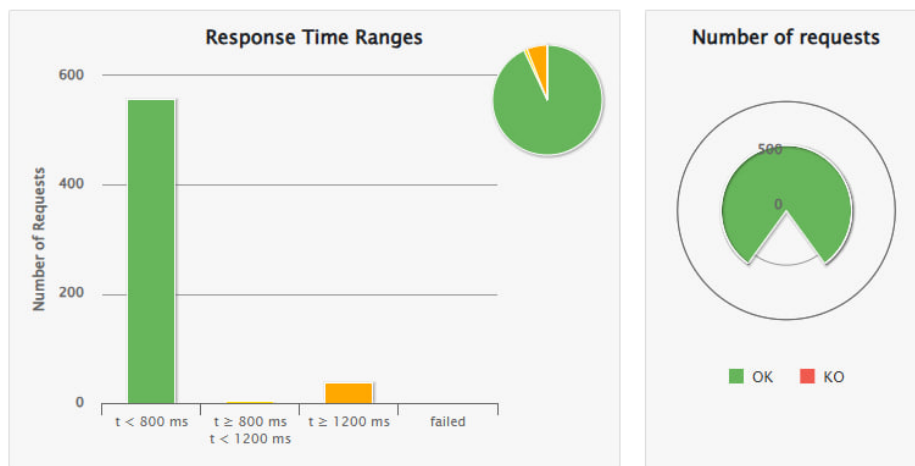 Response Time Ranges
Number of Requests
600
400
200
0
t < 800 ms
t ≥ 800 ms
t < 1200 ms
t ≥ 1200 ms
failed
Number of requests
500
0
OK
KO